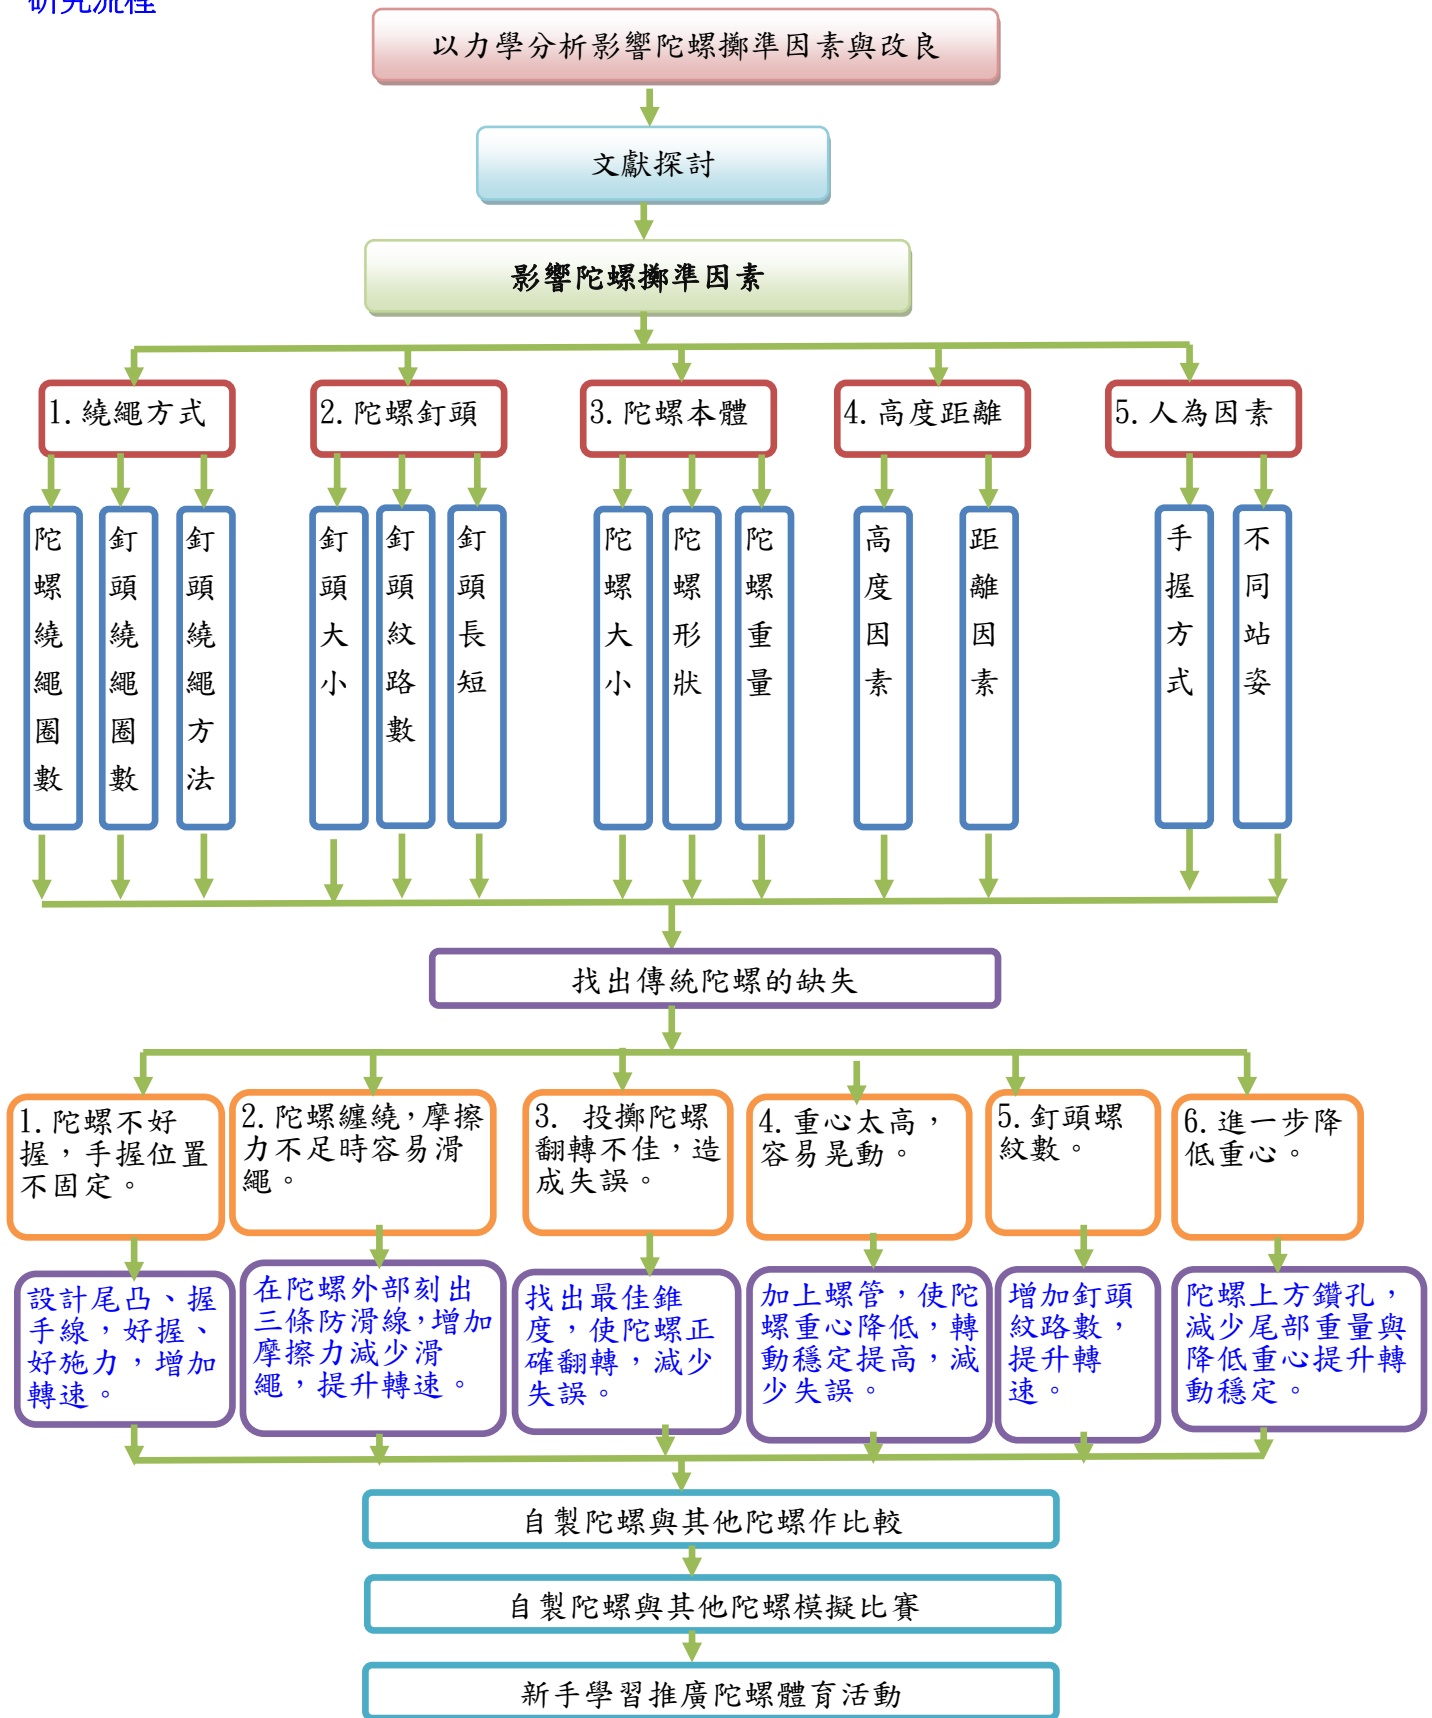 研究流程
以力學分析影響陀螺擲準因素與改良
文獻探討
影響陀螺擲準因素
1.繞繩方式
2.陀螺釘頭
3.陀螺本體
4.高度距離
5.人為因素
陀螺繞繩圈數
釘頭繞繩圈數
釘頭繞繩方法
釘頭大小
釘頭紋路數
釘頭長短
陀螺大小
陀螺形狀
陀螺重量
高度因素
距離因素
手握方式
不同站姿
找出傳統陀螺的缺失
1.陀螺不好
握，手握位置
不固定。
2.陀螺纏繞，摩擦
力不足時容易滑
繩。
3. 投擲陀螺
翻轉不佳，造
成失誤。
4.重心太高，
容易晃動。
5.釘頭螺
紋數。
6.進一步降
低重心。
設計尾凸、握
手線，好握、
好施力，增加
轉速。
在陀螺外部刻出
三條防滑線，增加
摩擦力減少滑
繩，提升轉速。
找出最佳錐
度，使陀螺正
確翻轉，減少
失誤。
加上螺管，使陀
螺重心降低，轉
動穩定提高，減
少失誤。
增加釘頭
紋路數，
提升轉
速。
陀螺上方鑽孔，
減少尾部重量與
降低重心提升轉
動穩定。
自製陀螺與其他陀螺作比較
自製陀螺與其他陀螺模擬比賽
新手學習推廣陀螺體育活動